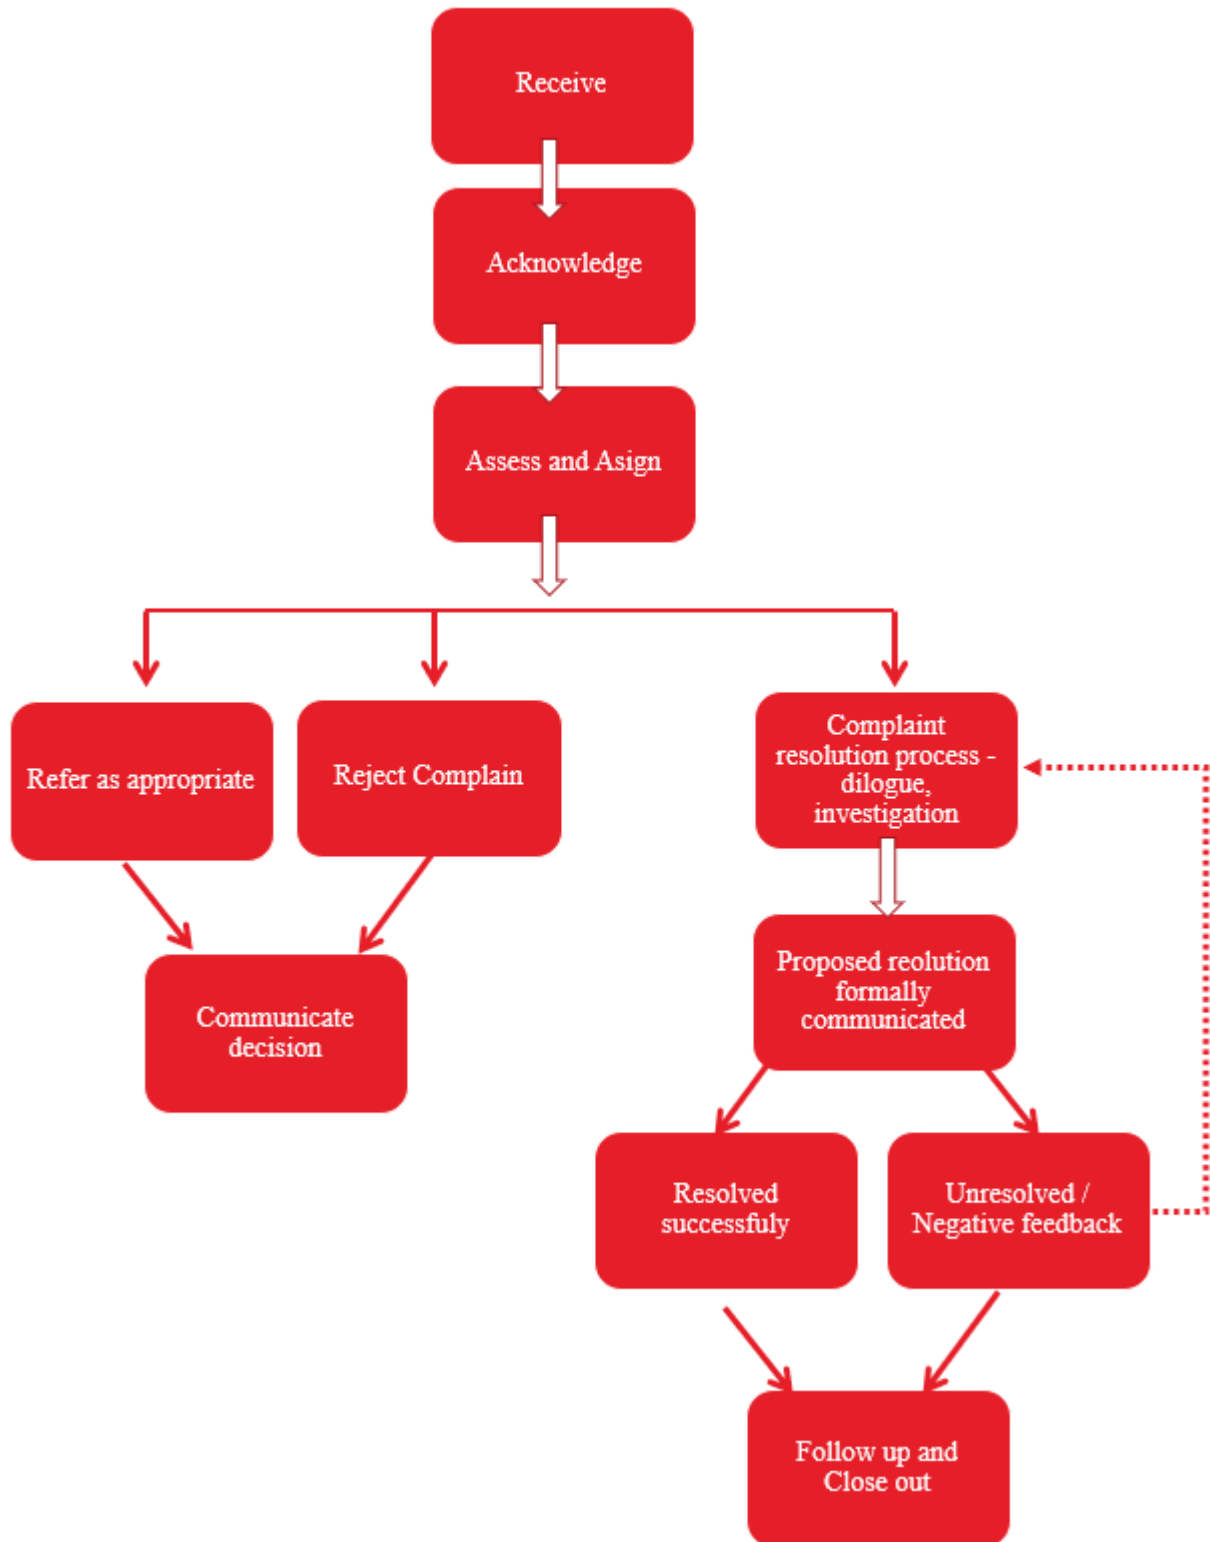 Receive
Acknowledge
Assess and Asign
Refer as appropriate
Reject Complain
Complaint
resolution process -
dilogue,
investigation
Communicate
decision
Proposed reolution
formally
communicated
Resolved
successfuly
Unresolved /
Negative feedback
Follow up and
Close out